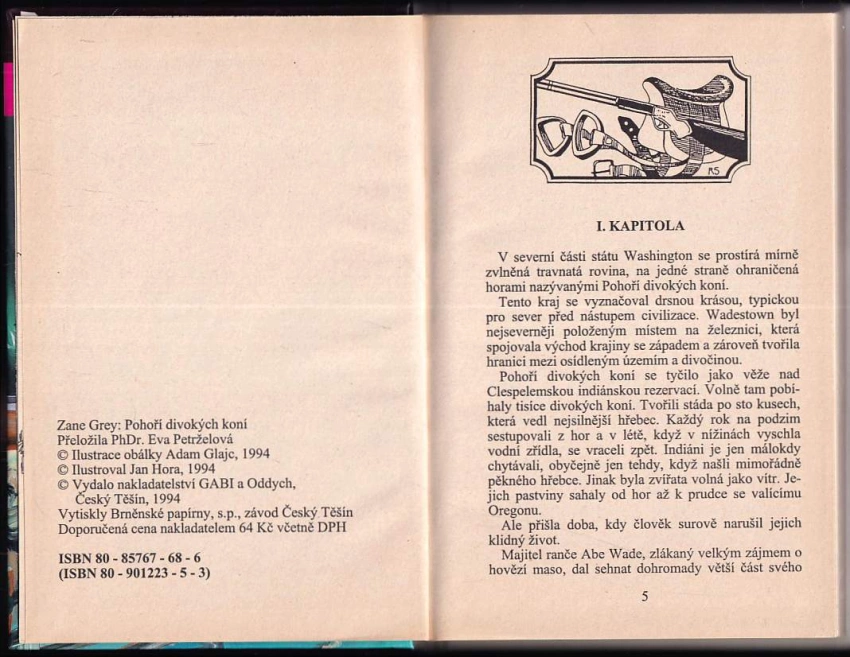 Zane Grey: Pohoří divokých koní
Přeložila PhDr. Eva Petrželová
© Ilustrace obálky Adam Glajc, 1994
© Ilustroval Jan Hora, 1994
© Vydalo nakladatelství GABI a Oddych,
Český Těšín, 1994
Vytiskly Brněnské papírny, s.p., závod Český Těšín
Doporučená cena nakladatelem 64 Kč včetně DPH
ISBN 80 - 85767 - 68 - 6
(ISBN 80 - 901223 - 5 - 3)
RS
I. KAPITOLA
V severní části státu Washington se prostírá mírně
zvlněná travnatá rovina, na jedné straně ohraničená
horami nazývanými Pohoří divokých koní.
Tento kraj se vyznačoval drsnou krásou, typickou
pro sever před nástupem civilizace. Wadestown byl
nejseverněji položeným místem na železnici, která
spojovala východ krajiny se západem a zároveň tvořila
hranici mezi osídleným územím a divočinou.
Pohoří divokých koní se tyčilo jako věže nad
Clespelemskou indiánskou rezervací. Volně tam pobí-
haly tisíce divokých koní. Tvořili stáda po sto kusech,
která vedl nejsilnější hřebec. Každý rok na podzim
sestupovali z hor a v létě, když v nížinách vyschla
vodní zřídla, se vraceli zpět. Indiáni je jen málokdy
chytávali, obyčejně jen tehdy, když našli mimořádně
pěkného hřebce. Jinak byla zvířata volná jako vítr. Je-
jich pastviny sahaly od hor až k prudce se valícímu
Oregonu.
Ale přišla doba, kdy člověk surově narušil jejich
klidný život.
Majitel ranče Abe Wade, zlákaný velkým zájmem o
hovězí maso, dal sehnat dohromady větší část svého
5